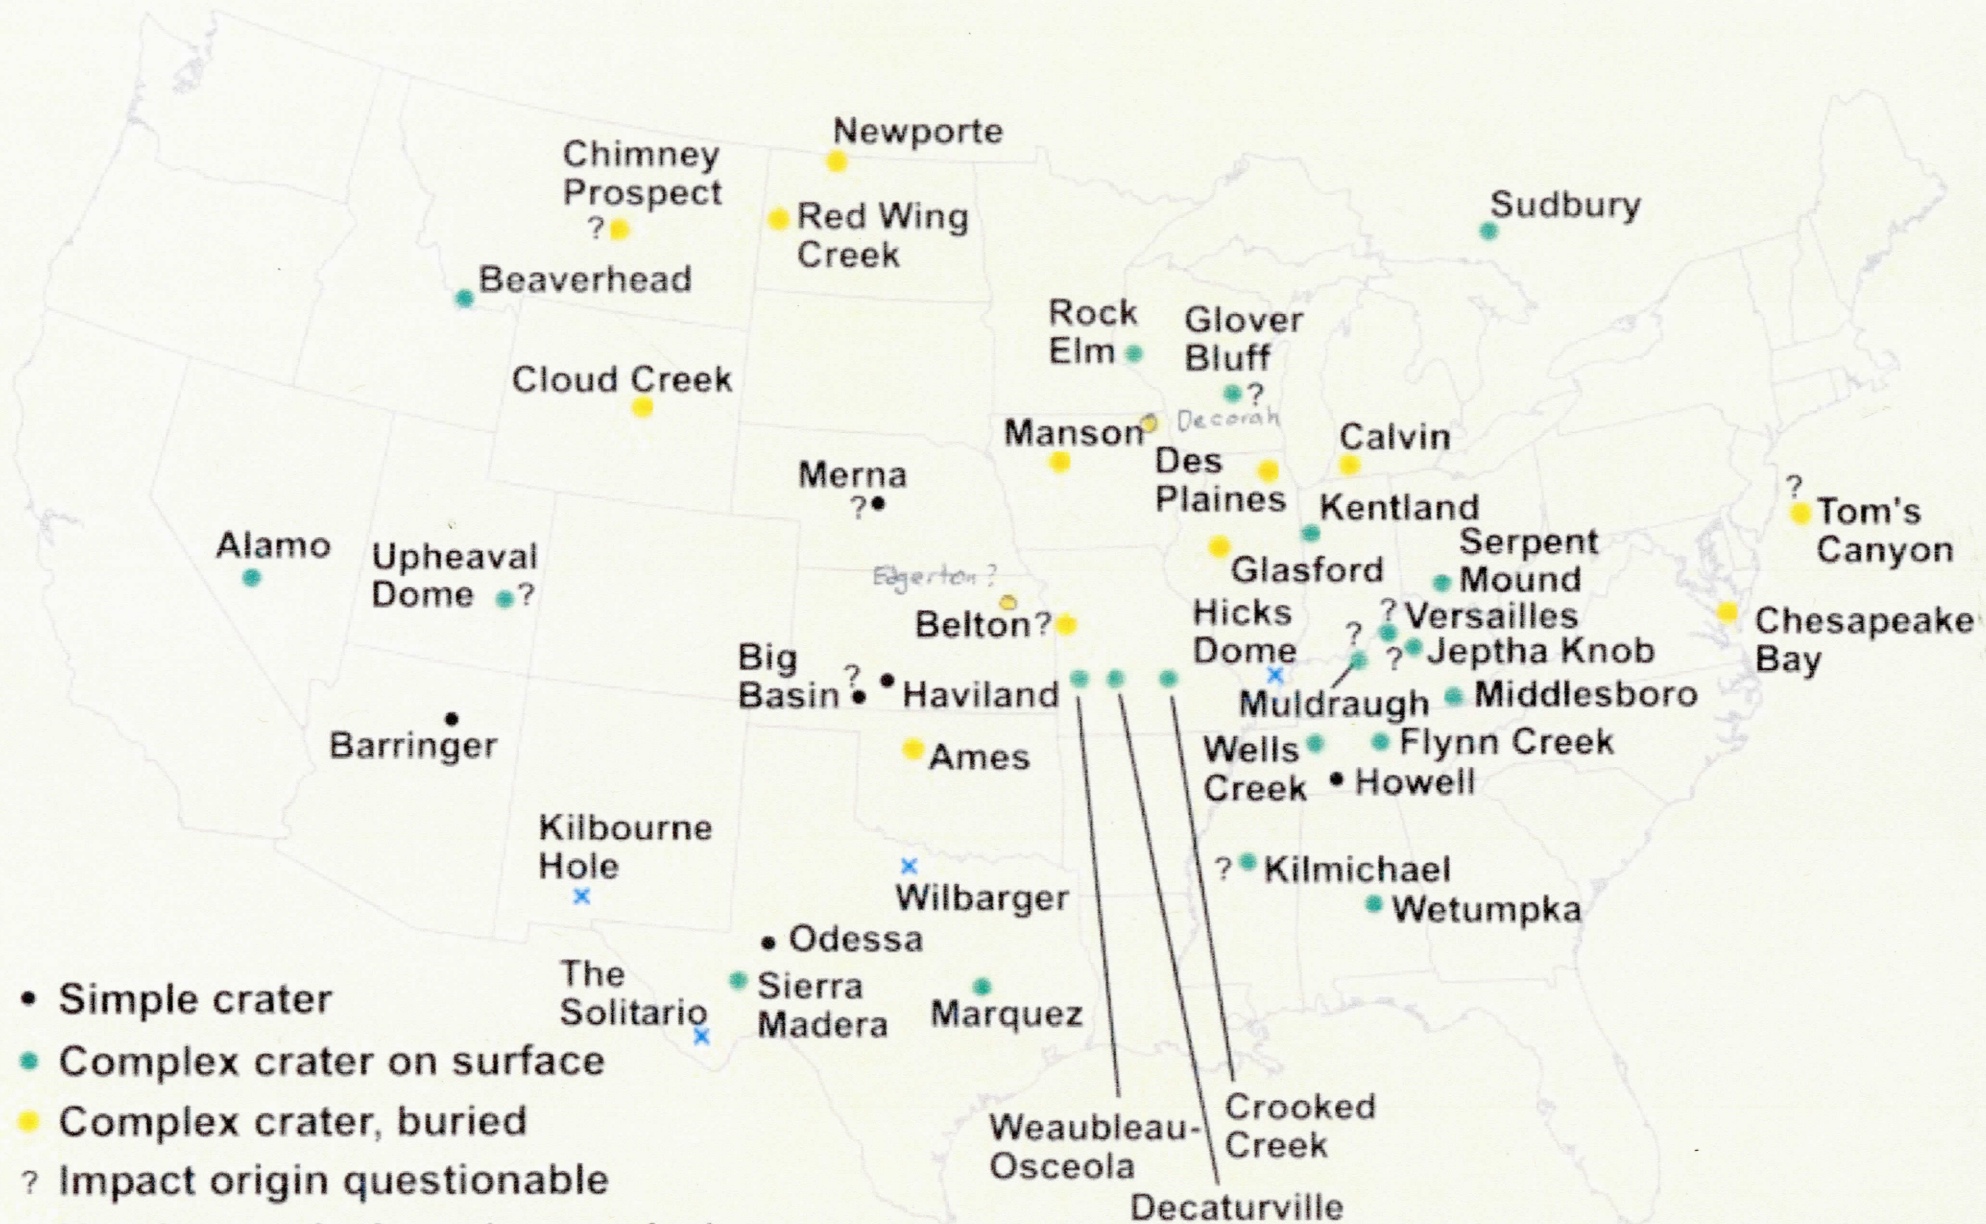 Newporte
Chimney
Prospect
?
Red Wing
Creek
Sudbury
Beaverhead
Rock
Elm
Glover
Bluff
?
Cloud Creek
Decorah
Manson
Calvin
Des
Plaines
Merna
?
Kentland
?
Tom's
Canyon
Alamo
Upheaval
Dome ?
Serpent
Mound
Glasford
Edgerton?
Belton?
Hicks
Dome
? Versailles
?
? Jeptha Knob
Chesapeake
Bay
Big
Basin ?
Haviland
Muldraugh
Middlesboro
Barringer
Ames
Wells
Creek
Flynn Creek
Howell
Kilbourne
Hole
Wilbarger
? Kilmichael
Wetumpka
Odessa
The
Solitario
Sierra
Madera
Marquez
Simple crater
Complex crater on surface
Complex crater, buried
? Impact origin questionable
Weaubleau-
Osceola
Crooked
Creek
Decaturville